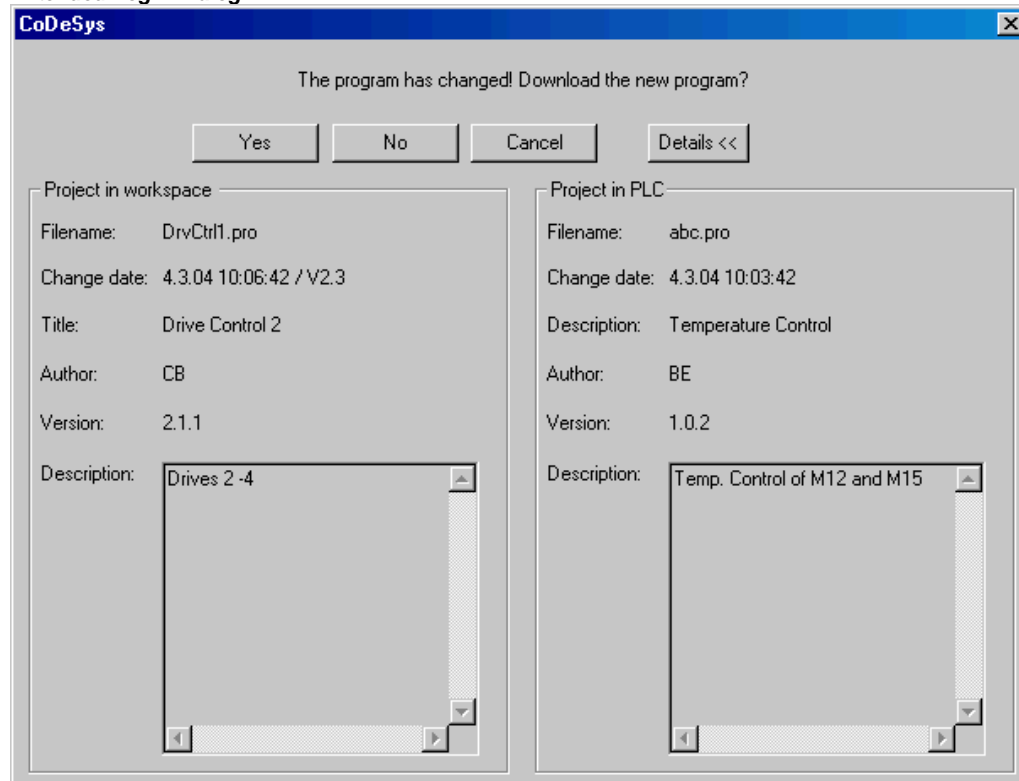 CoDeSys
The program has changed! Download the new program?
Yes
No
Cancel
Details <<
Project in workspace
Filename: DrvCtrl1.pro
Change date: 4.3.04 10:06:42 / V2.3
Title: Drive Control 2
Author: CB
Version: 2.1.1
Description: Drives 2 -4
Project in PLC
Filename: abc.pro
Change date: 4.3.04 10:03:42
Description: Temperature Control
Author: BE
Version: 1.0.2
Description: Temp. Control of M12 and M15